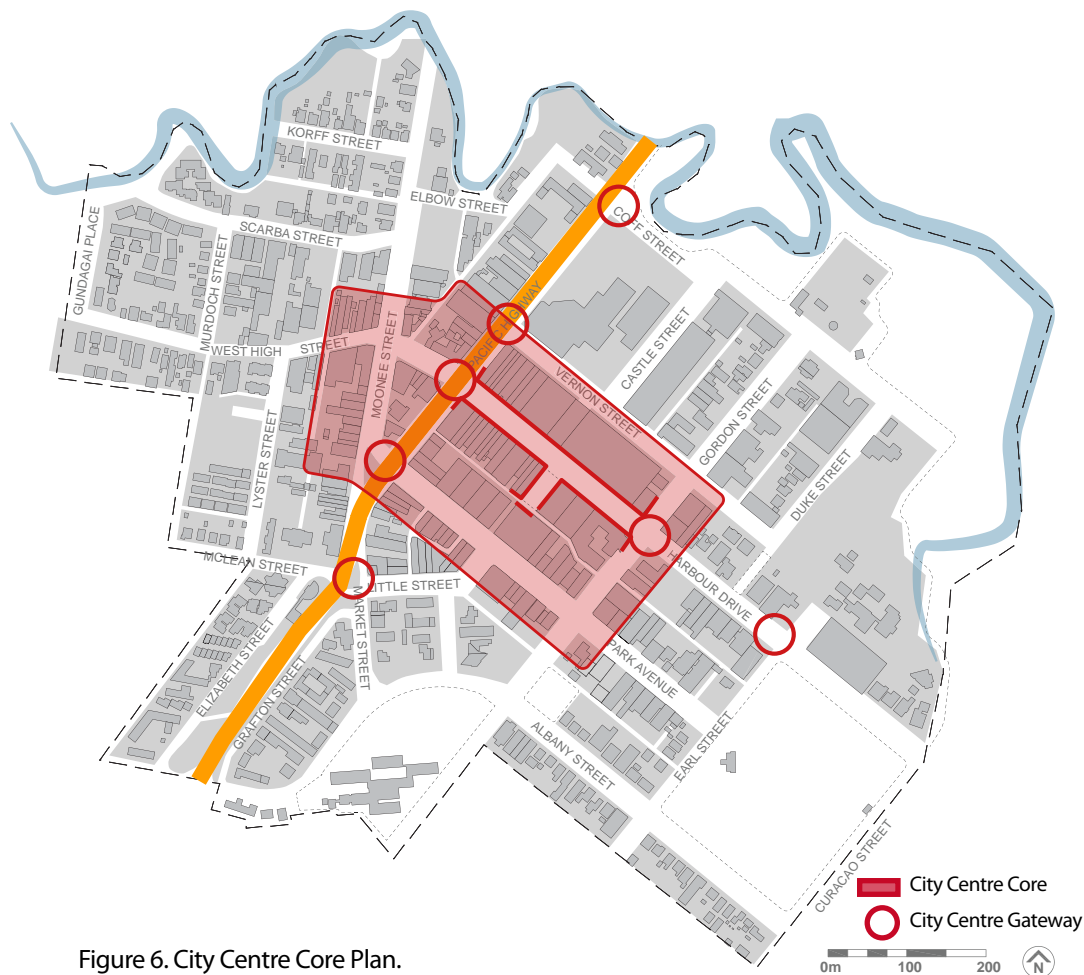 KORFF STREET
ELBOW STREET
COFF STREET
SCARBA STREET
GUNDAGAI PLACE
MURDOCH STREET
PACIFIC HIGHWAY
WEST HIGH STREET
MOONEE STREET
CASTLE STREET
VERNON STREET
GORDON STREET
LYSTER STREET
DUKE STREET
MCLEAN STREET
LITTLE STREET
HARBOUR DRIVE
MARKET STREET
ELIZABETH STREET
GRAFTON STREET
PARK AVENUE
ALBANY STREET
EARL STREET
CURACAO STREET
City Centre Core
City Centre Gateway
0m 100 200
N
Figure 6. City Centre Core Plan.